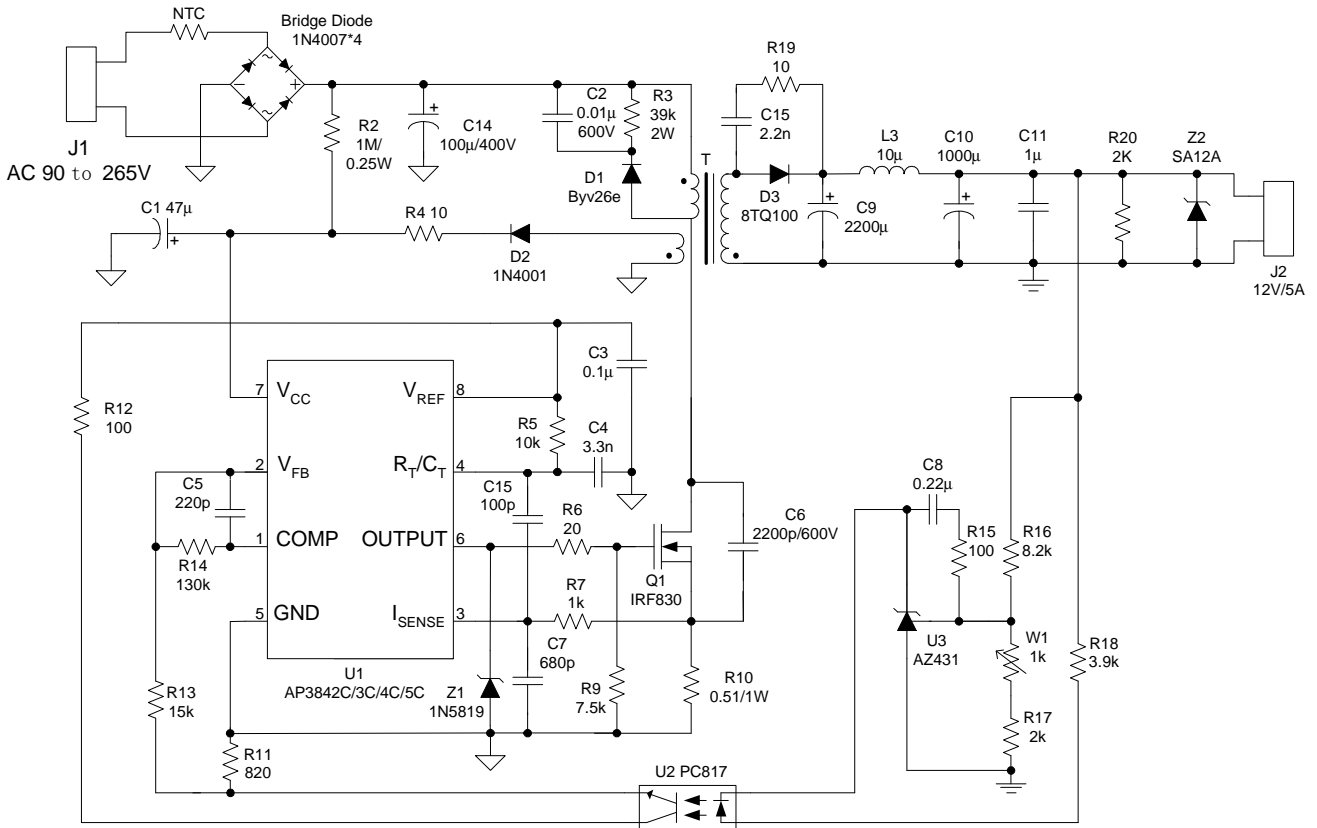 NTC
Bridge Diode
1N4007*4
J1
AC 90 to 265V
R2
1M/
0.25W
C14
100μ/400V
C2
0.01μ
600V
R3
39k
2W
D1
Byv26e
T
R19
10
C15
2.2n
D3
8TQ100
C9
2200μ
L3
10μ
C10
1000μ
C11
1μ
R20
2K
Z2
SA12A
J2
12V/5A
C1 47μ
R4 10
D2
1N4001
R12
100
C3
0.1μ
7
VCC
VREF
8
R5
10k
C4
3.3n
2
VFB
RT/CT
4
C5
220p
C15
100p
R6
20
1
COMP
OUTPUT
6
R14
130k
Q1
IRF830
C6
2200p/600V
R7
1k
5
GND
ISENSE
3
C7
680p
U1
AP3842C/3C/4C/5C
Z1
1N5819
R9
7.5k
R10
0.51/1W
R13
15k
R11
820
C8
0.22μ
R15
100
R16
8.2k
U3
AZ431
W1
1k
R18
3.9k
R17
2k
U2 PC817